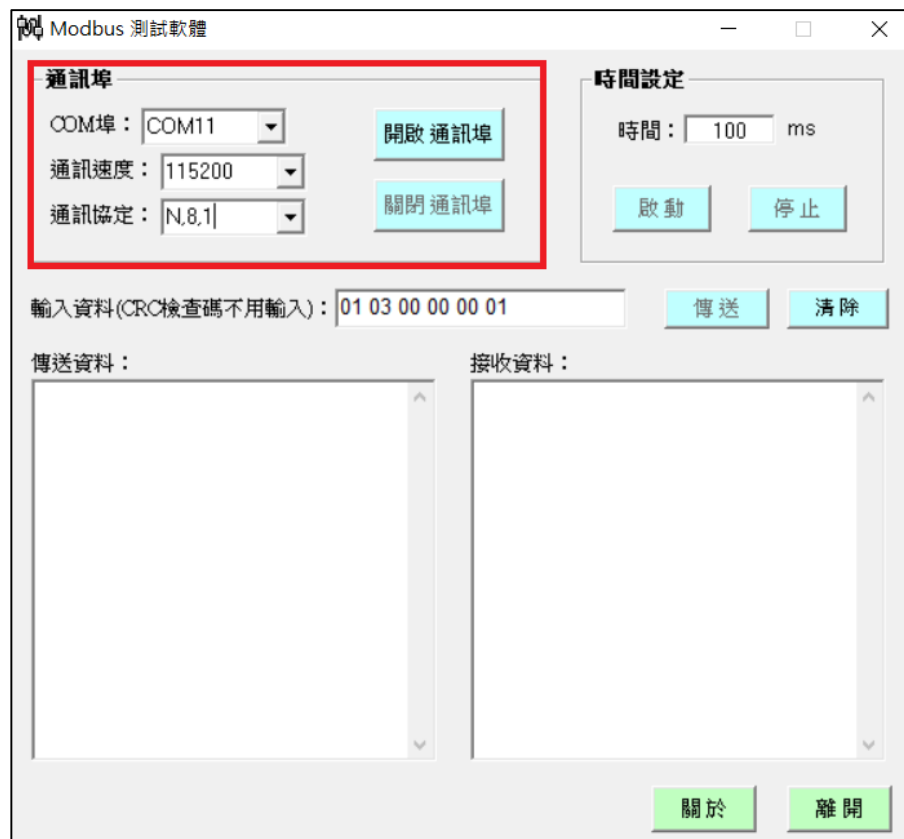 Modbus 測試軟體
通訊埠
COM埠： COM11
開啟 通訊埠
通訊速度： 115200
通訊協定： N,8,1
關閉 通訊埠
時間設定
時間： 100 ms
啟 動 停 止
輸入資料(CRC檢查碼不用輸入)： 01 03 00 00 00 01 傳 送 清 除
傳送資料： 接收資料：
關 於 離 開